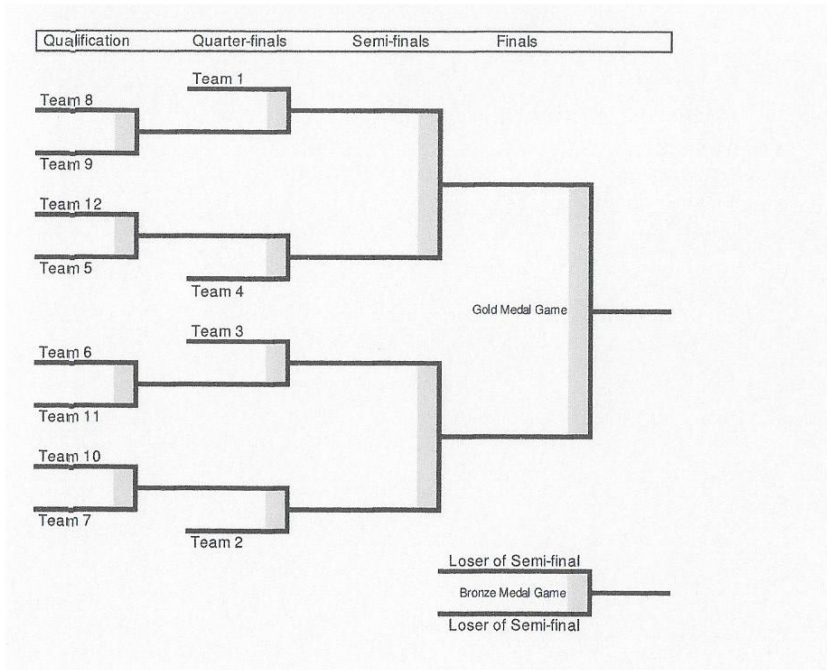 Qualification Quarter-finals Semi-finals Finals
Team 1
Team 8
Team 9
Team 12
Team 5
Team 4
Gold Medal Game
Team 3
Team 6
Team 11
Team 10
Team 7
Team 2
Loser of Semi-final
Bronze Medal Game
Loser of Semi-final